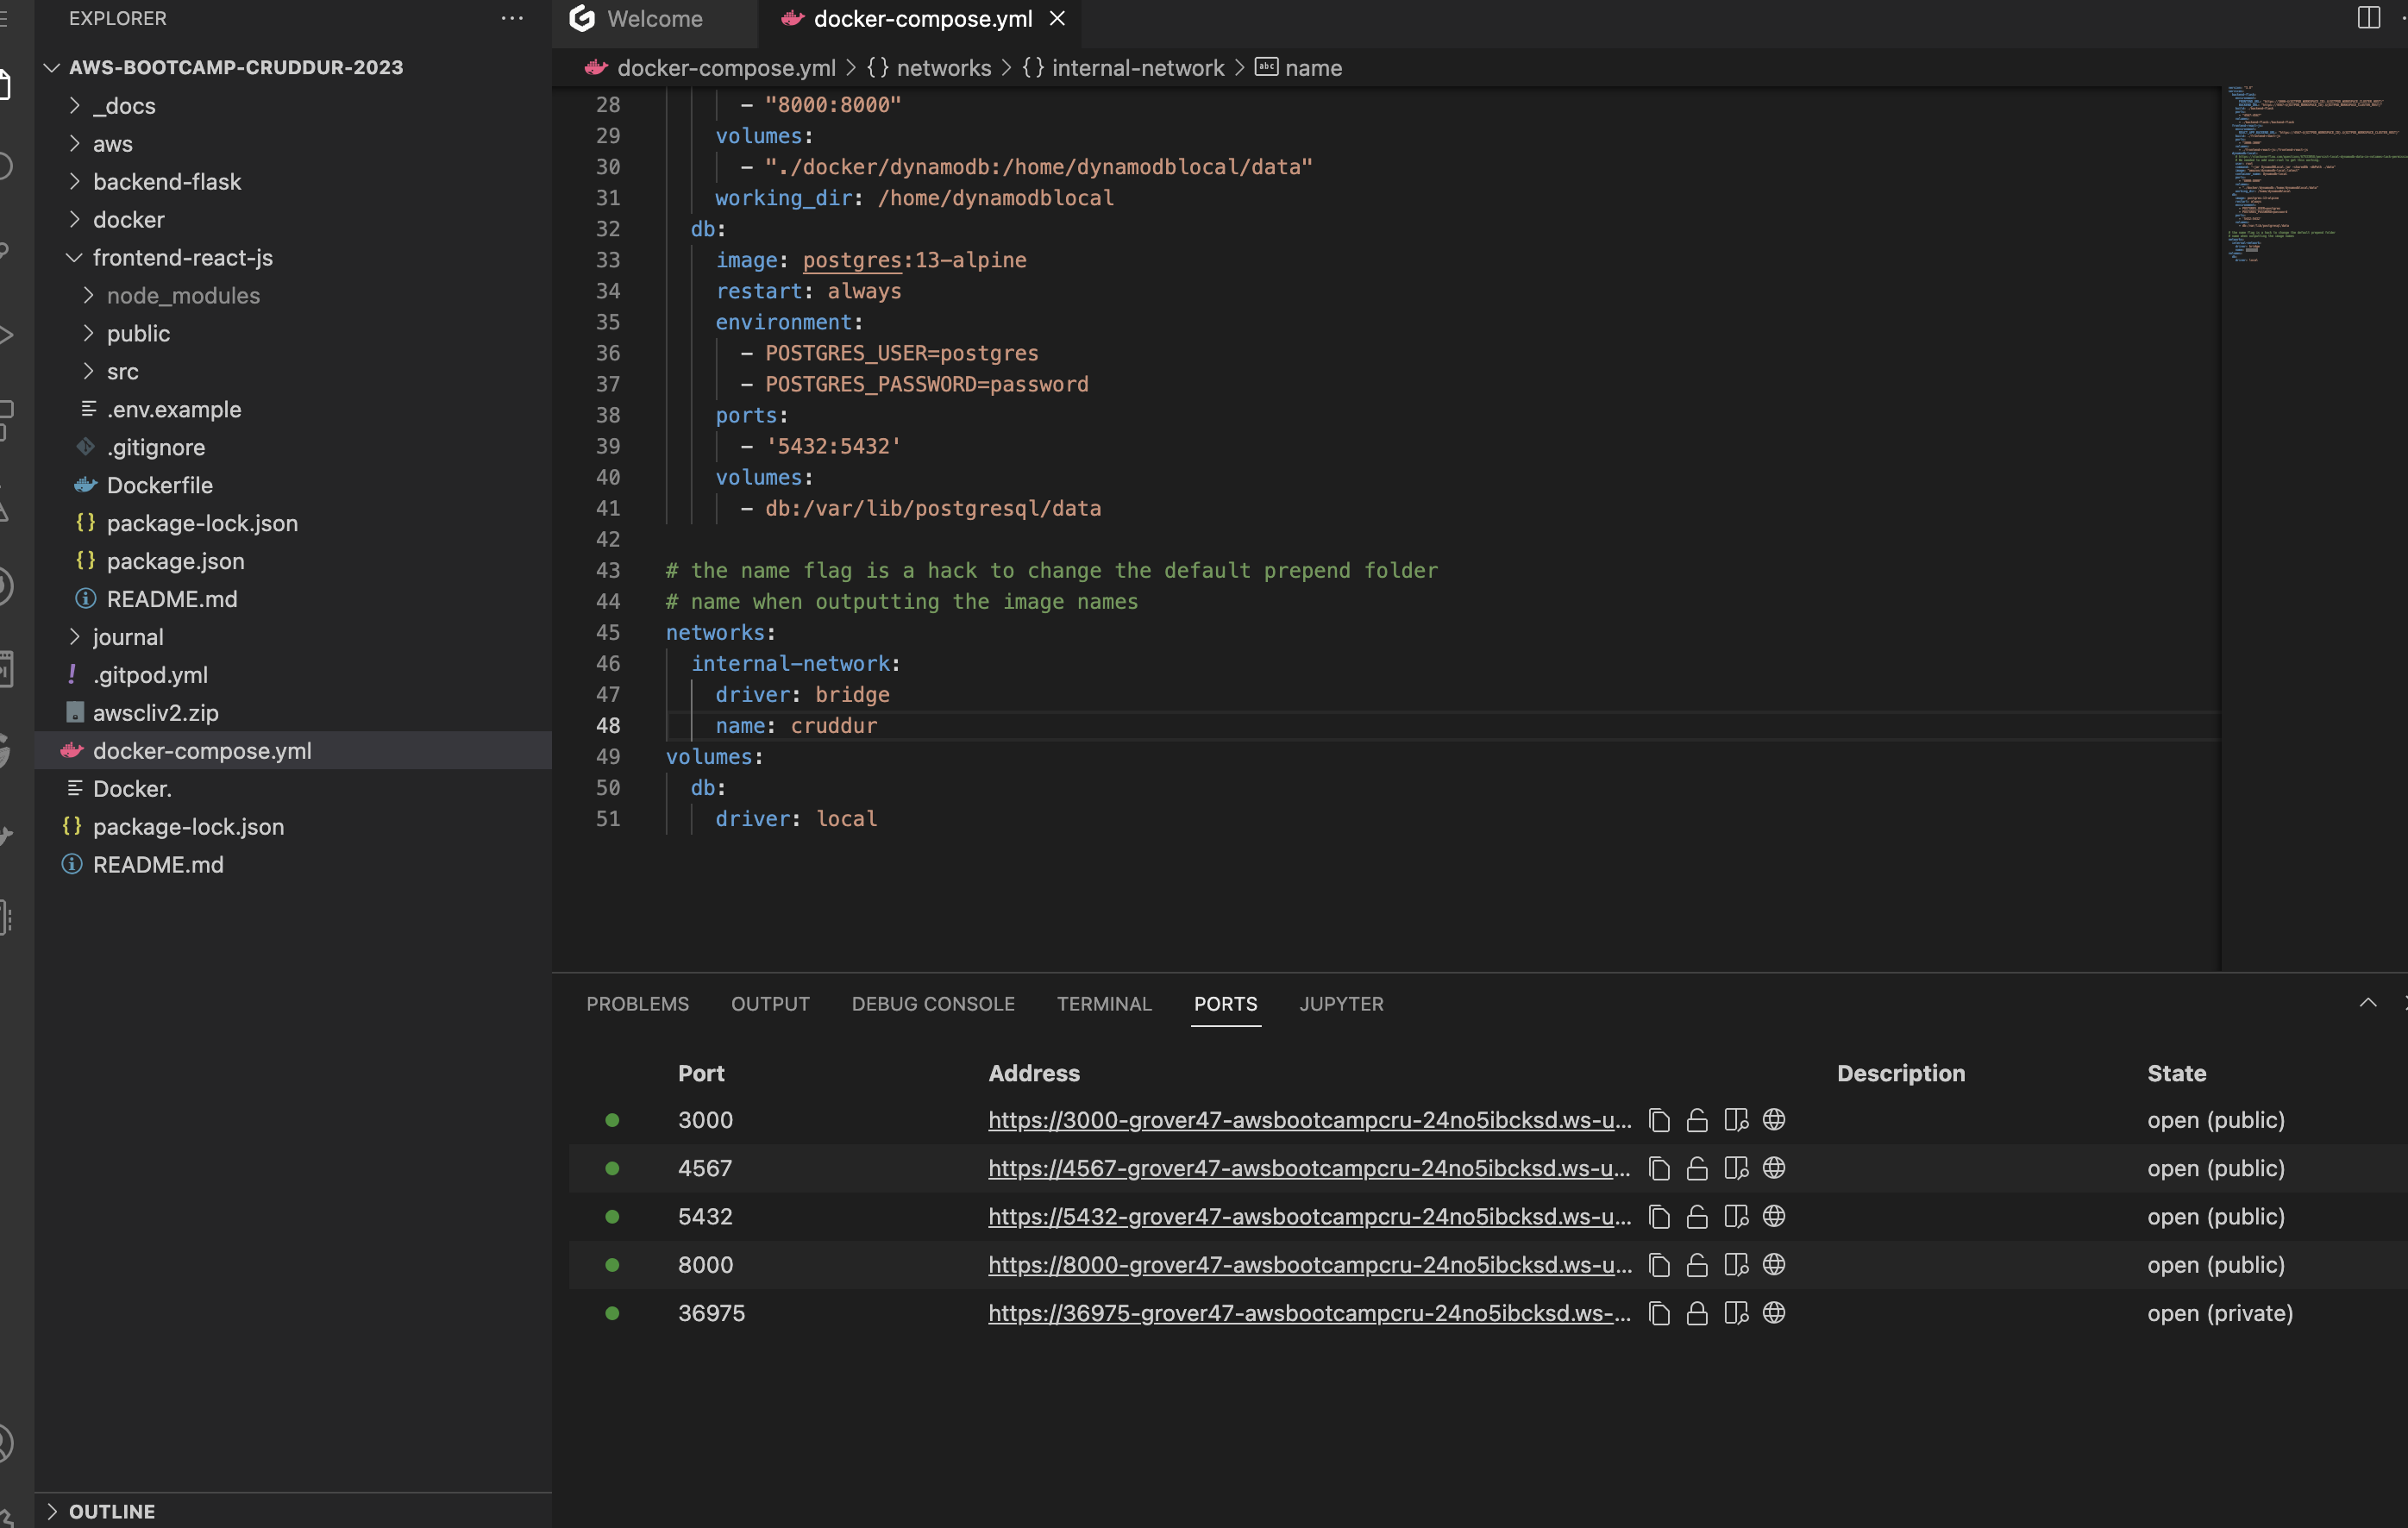 EXPLORER
AWS-BOOTCAMP-CRUDDUR-2023
_docs
aws
backend-flask
docker
frontend-react-js
node_modules
public
src
.env.example
.gitignore
Dockerfile
package-lock.json
package.json
README.md
journal
.gitpod.yml
awscliv2.zip
docker-compose.yml
Docker.
package-lock.json
README.md
OUTLINE
Welcome
docker-compose.yml
docker-compose.yml > {} networks > {} internal-network > abc name
28 - "8000:8000"
29 volumes:
30 - "./docker/dynamodb:/home/dynamodblocal/data"
31 working_dir: /home/dynamodblocal
32 db:
33 image: postgres:13-alpine
34 restart: always
35 environment:
36 - POSTGRES_USER=postgres
37 - POSTGRES_PASSWORD=password
38 ports:
39 - '5432:5432'
40 volumes:
41 - db:/var/lib/postgresql/data
42
43 # the name flag is a hack to change the default prepend folder
44 # name when outputting the image names
45 networks:
46 internal-network:
47 driver: bridge
48 name: cruddur
49 volumes:
50 db:
51 driver: local
PROBLEMS OUTPUT DEBUG CONSOLE TERMINAL PORTS JUPYTER
Port Address Description State
3000 https://3000-grover47-awsbootcampcru-24no5ibcksd.ws-u... open (public)
4567 https://4567-grover47-awsbootcampcru-24no5ibcksd.ws-u... open (public)
5432 https://5432-grover47-awsbootcampcru-24no5ibcksd.ws-u... open (public)
8000 https://8000-grover47-awsbootcampcru-24no5ibcksd.ws-u... open (public)
36975 https://36975-grover47-awsbootcampcru-24no5ibcksd.ws-... open (private)